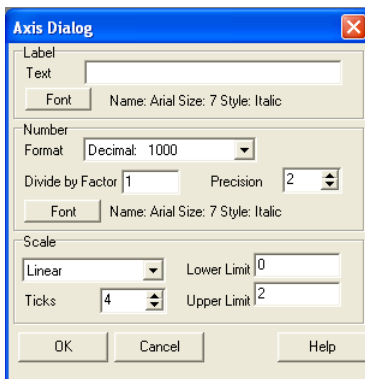 Axis Dialog
Label
Text
Font Name: Arial Size: 7 Style: Italic
Number
Format Decimal: 1000
Divide by Factor 1 Precision 2
Font Name: Arial Size: 7 Style: Italic
Scale
Linear Lower Limit 0
Ticks 4 Upper Limit 2
OK Cancel Help